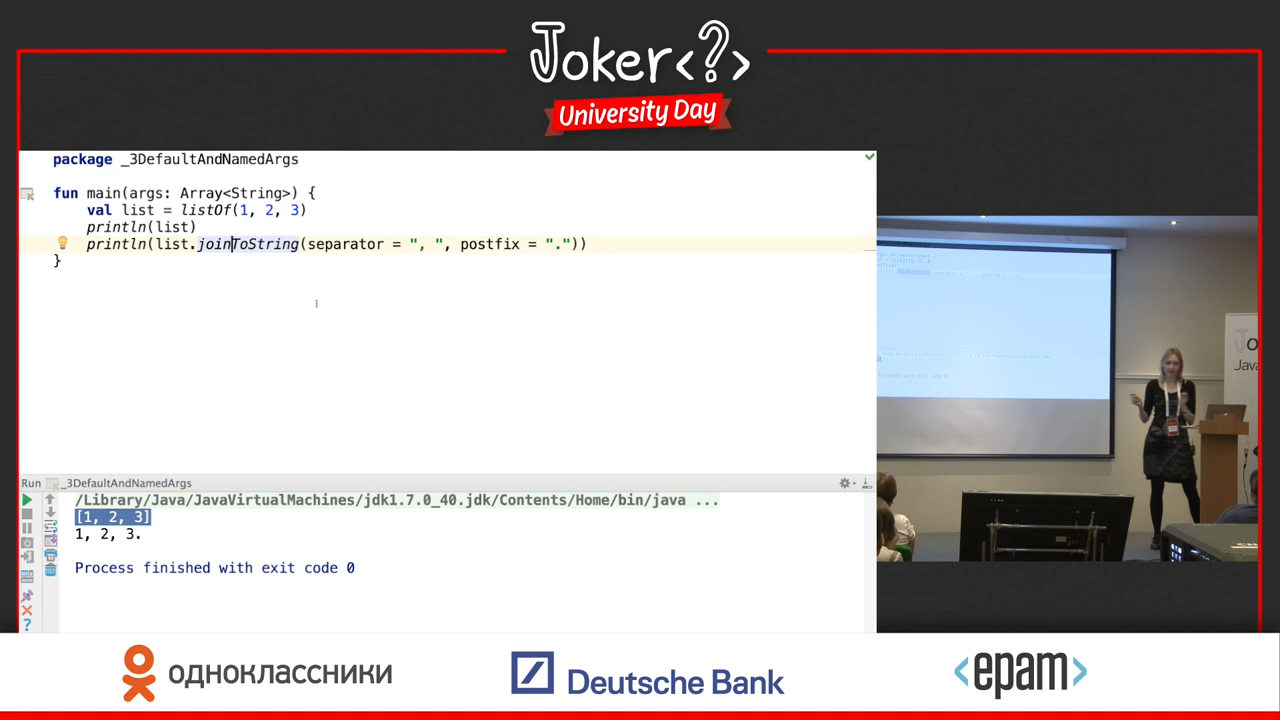 Joker<?>
University Day
package _3DefaultAndNamedArgs
fun main(args: Array<String>) {
val list = listOf(1, 2, 3)
println(list)
println(list.joinToString(separator = ", ", postfix = "."))
}
Run _3DefaultAndNamedArgs
/Library/Java/JavaVirtualMachines/jdk1.7.0_40.jdk/Contents/Home/bin/java ...
[1, 2, 3]
1, 2, 3.
Process finished with exit code 0
?
Jo
Java
одноклассники
Deutsche Bank
<epam>